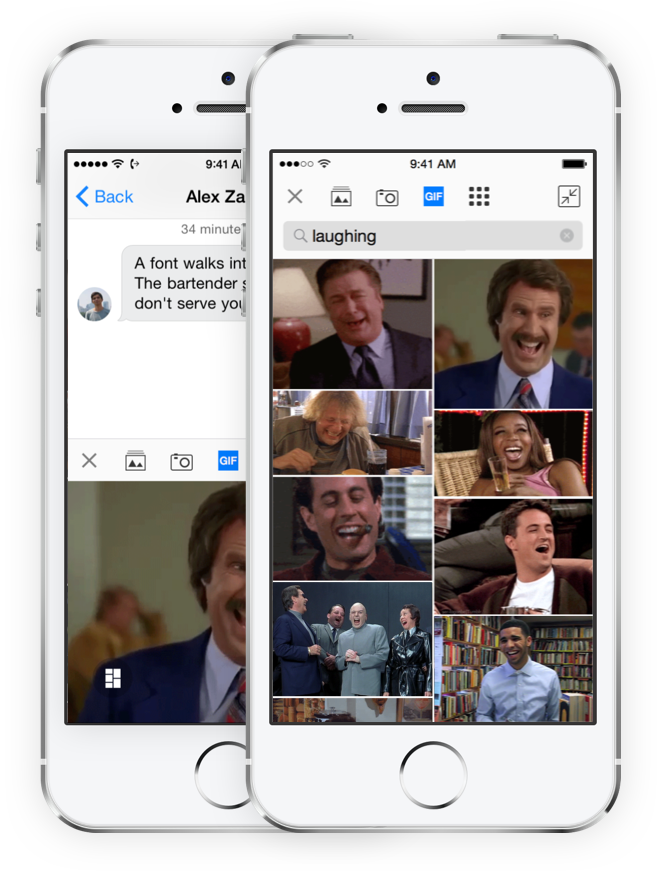 9:41 A
Back
Alex Za
34 minute
A font walks int
The bartender s
don't serve you
GIF
9:41 AM
GIF
laughing